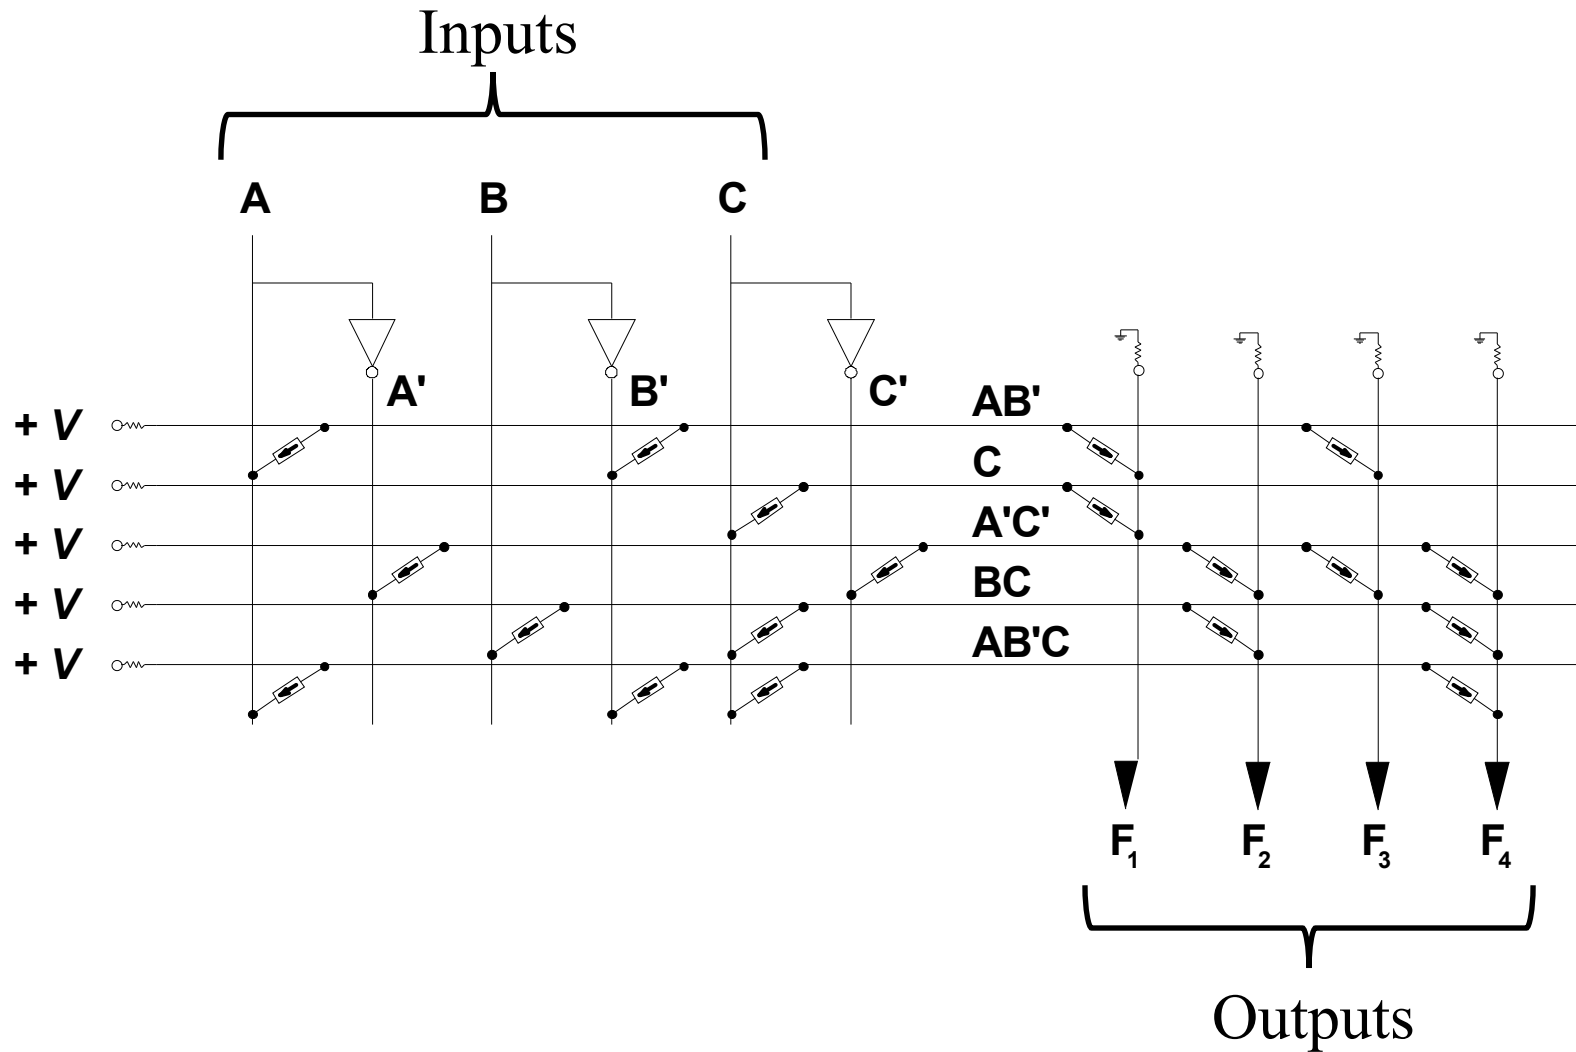 Inputs
A B C
A' B' C'
+ V AB'
+ V C
+ V A'C'
+ V BC
+ V AB'C
F1 F2 F3 F4
Outputs